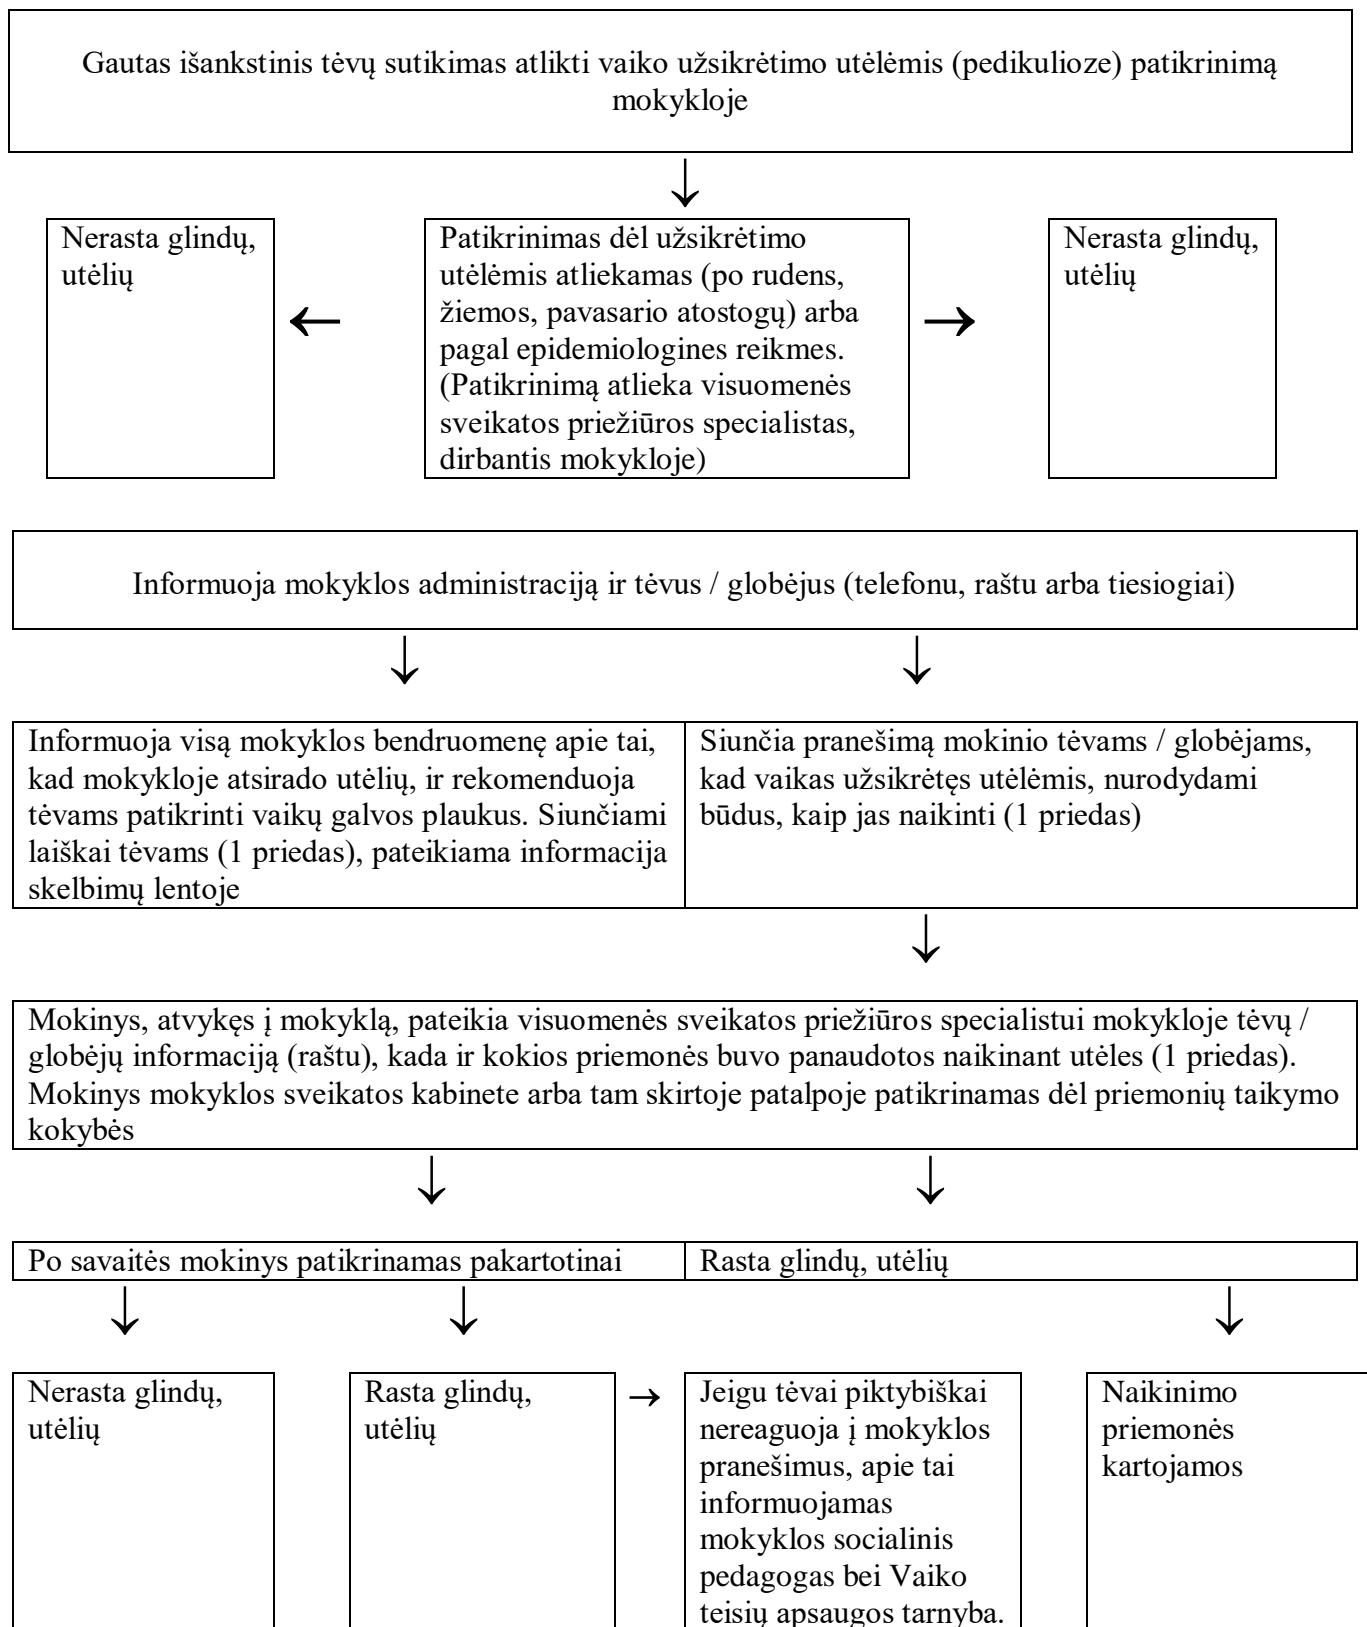 Gautas išankstinis tėvų sutikimas atlikti vaiko užsikrėtimo utėlėmis (pedikulioze) patikrinimą
mokykloje
↓
Nerasta glindų,
utėlių
←
Patikrinimas dėl užsikrėtimo
utėlėmis atliekamas (po rudens,
žiemos, pavasario atostogų) arba
pagal epidemiologines reikmes.
(Patikrinimą atlieka visuomenės
sveikatos priežiūros specialistas,
dirbantis mokykloje)
→
Nerasta glindų,
utėlių
Informuoja mokyklos administraciją ir tėvus / globėjus (telefonu, raštu arba tiesiogiai)
↓ ↓
Informuoja visą mokyklos bendruomenę apie tai,
kad mokykloje atsirado utėlių, ir rekomenduoja
tėvams patikrinti vaikų galvos plaukus. Siunčiami
laiškai tėvams (1 priedas), pateikiama informacija
skelbimų lentoje
Siunčia pranešimą mokinio tėvams / globėjams,
kad vaikas užsikrėtęs utėlėmis, nurodydami
būdus, kaip jas naikinti (1 priedas)
↓
Mokinys, atvykęs į mokyklą, pateikia visuomenės sveikatos priežiūros specialistui mokykloje tėvų /
globėjų informaciją (raštu), kada ir kokios priemonės buvo panaudotos naikinant utėles (1 priedas).
Mokinys mokyklos sveikatos kabinete arba tam skirtoje patalpoje patikrinamas dėl priemonių taikymo
kokybės
↓ ↓
Po savaitės mokinys patikrinamas pakartotinai
Rasta glindų, utėlių
↓ ↓ ↓
Nerasta glindų,
utėlių
Rasta glindų,
utėlių
→
Jeigu tėvai piktybiškai
nereaguoja į mokyklos
pranešimus, apie tai
informuojamas
mokyklos socialinis
pedagogas bei Vaiko
teisių apsaugos tarnyba.
Naikinimo
priemonės
kartojamos